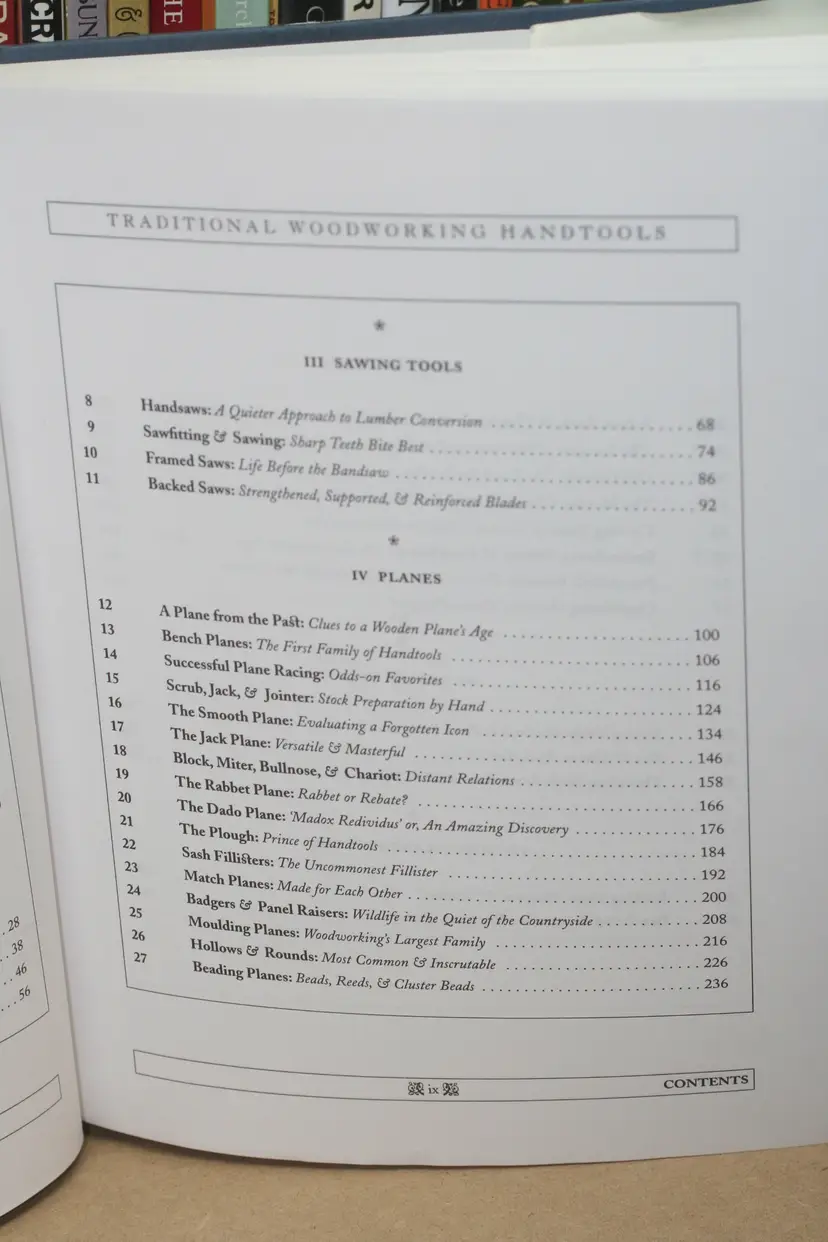 THE
TRADITIONAL WOODWORKING HANDTOOLS
*
III SAWING TOOLS
8 Handsaws: A Quieter Approach to Lumber Conversion 68
9 Sawfitting & Sawing: Sharp Teeth Bite Best 74
10 Framed Saws: Life Before the Bandsaw 86
11 Backed Saws: Strengthened, Supported, & Reinforced Blades 92
*
IV PLANES
12 A Plane from the Past: Clues to a Wooden Plane's Age 100
13 Bench Planes: The First Family of Handtools 106
14 Successful Plane Racing: Odds-on Favorites 116
15 Scrub, Jack, & Jointer: Stock Preparation by Hand 124
16 The Smooth Plane: Evaluating a Forgotten Icon 134
17 The Jack Plane: Versatile & Masterful 146
18 Block, Miter, Bullnose, & Chariot: Distant Relations 158
19 The Rabbet Plane: Rabbet or Rebate? 166
20 The Dado Plane: 'Madox Redividus' or, An Amazing Discovery 176
21 The Plough: Prince of Handtools 184
22 Sash Fillisters: The Uncommonest Fillister 192
23 Match Planes: Made for Each Other 200
24 Badgers & Panel Raisers: Wildlife in the Quiet of the Countryside 208
25 Moulding Planes: Woodworking's Largest Family 216
26 Hollows & Rounds: Most Common & Inscrutable 226
27 Beading Planes: Beads, Reeds, & Cluster Beads 236
28
38
46
56
ix
CONTENTS